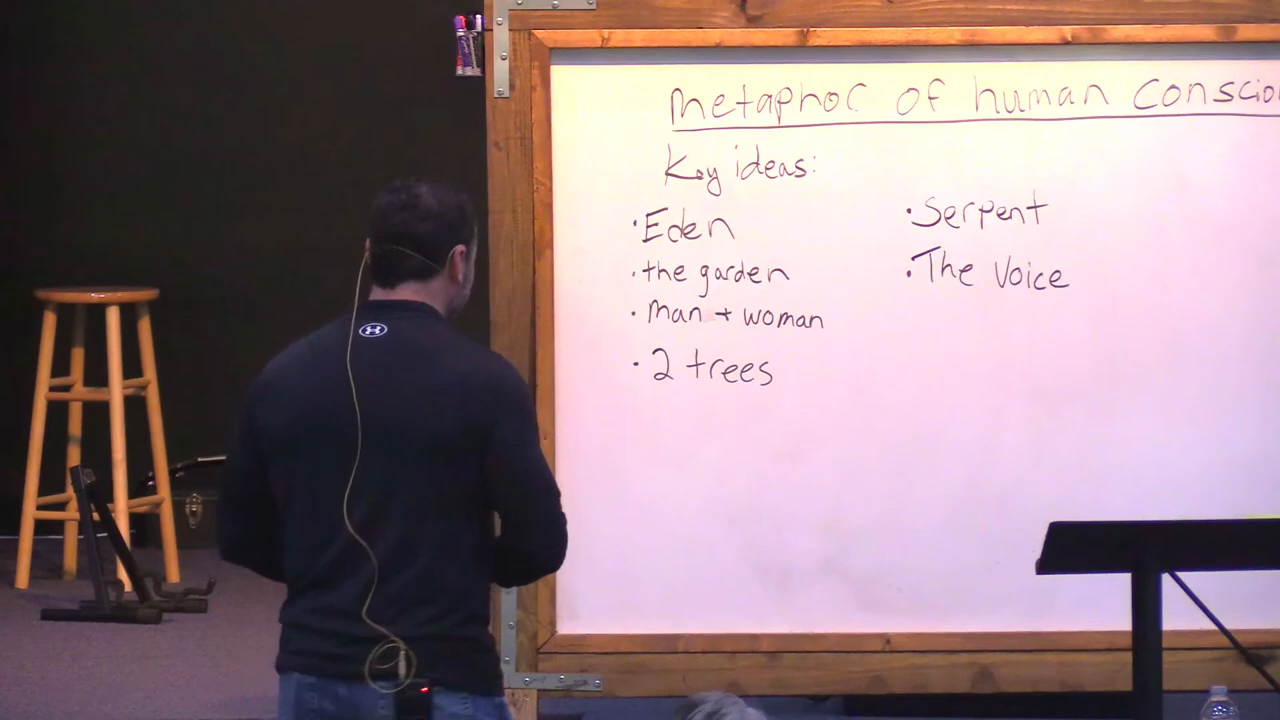 metaphor of human conscio
Key ideas:
• Eden
• the garden
• man + woman
• 2 trees
• Serpent
• The Voice